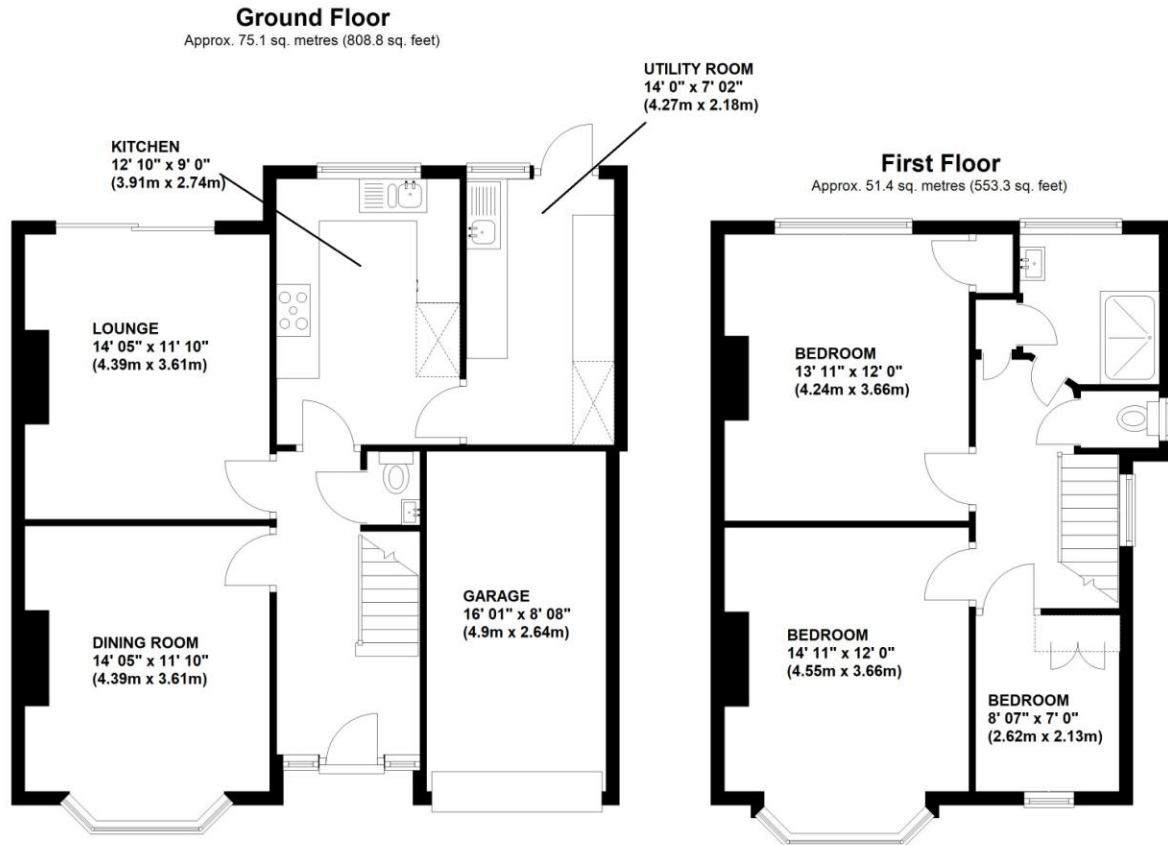 Ground Floor
Approx. 75.1 sq. metres (808.8 sq. feet)
UTILITY ROOM
14' 0" x 7' 02"
(4.27m x 2.18m)
KITCHEN
12' 10" x 9' 0"
(3.91m x 2.74m)
LOUNGE
14' 05" x 11' 10"
(4.39m x 3.61m)
GARAGE
16' 01" x 8' 08"
(4.9m x 2.64m)
DINING ROOM
14' 05" x 11' 10"
(4.39m x 3.61m)
First Floor
Approx. 51.4 sq. metres (553.3 sq. feet)
BEDROOM
13' 11" x 12' 0"
(4.24m x 3.66m)
BEDROOM
14' 11" x 12' 0"
(4.55m x 3.66m)
BEDROOM
8' 07" x 7' 0"
(2.62m x 2.13m)